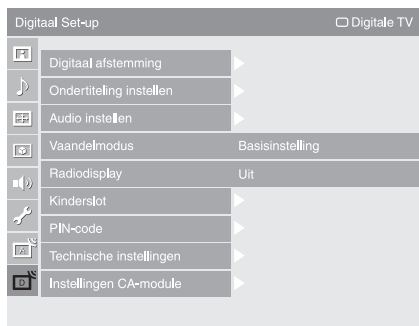 Digitaal Set-up
Digitale TV
Digitaal afstemming
Ondertiteling instellen
Audio instellen
Vaandelmodus Basisinstelling
Radiodisplay Uit
Kinderslot
PIN-code
Technische instellingen
Instellingen CA-module
A
D